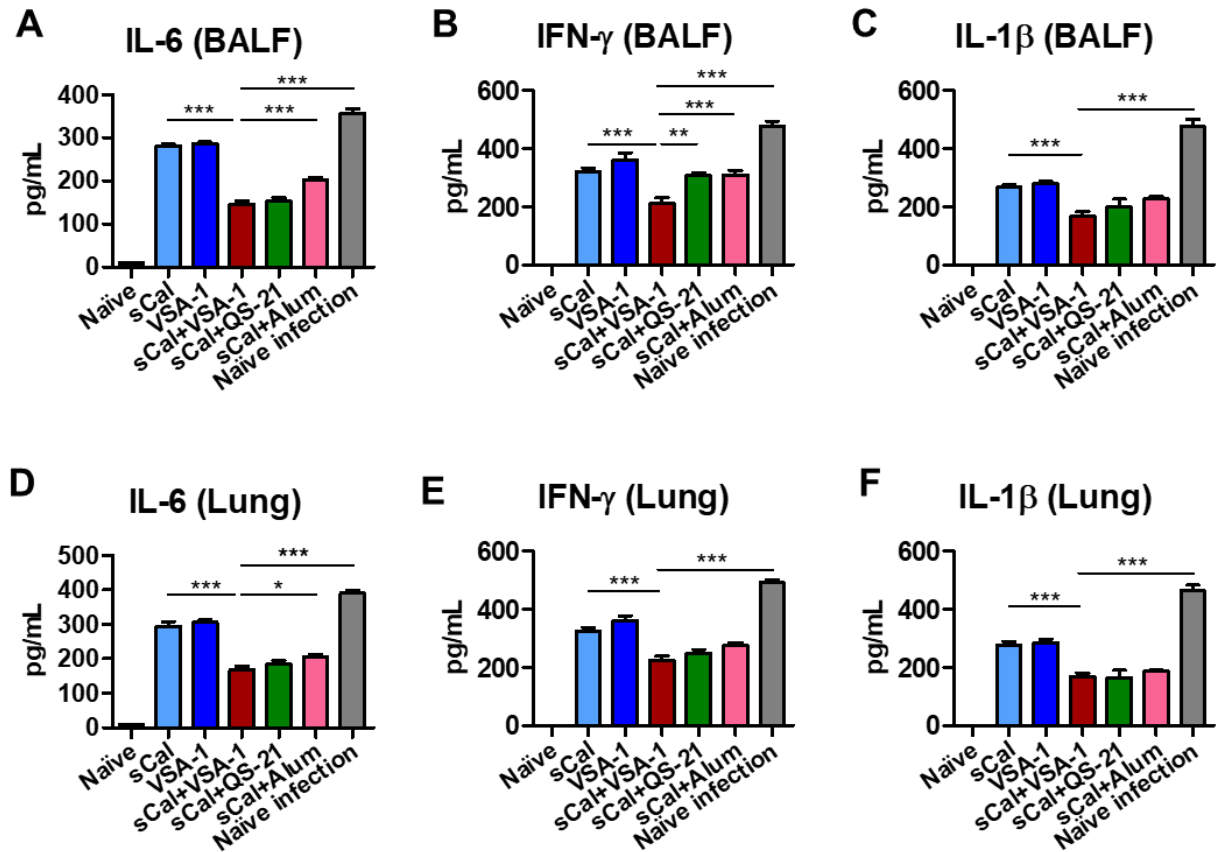 A
IL-6 (BALF)
pg/mL
400
300
200
100
0
***
***
***
Naïve
sCal
VSA-1
sCal+VSA-1
sCal+QS-21
sCal+Alum
Naïve infection
B
IFN-γ (BALF)
pg/mL
600
400
200
0
***
***
***
**
Naïve
sCal
VSA-1
sCal+VSA-1
sCal+QS-21
sCal+Alum
Naïve infection
C
IL-1β (BALF)
pg/mL
600
400
200
0
***
***
Naïve
sCal
VSA-1
sCal+VSA-1
sCal+QS-21
sCal+Alum
Naïve infection
D
IL-6 (Lung)
pg/mL
500
400
300
200
100
0
***
***
*
Naïve
sCal
VSA-1
sCal+VSA-1
sCal+QS-21
sCal+Alum
Naïve infection
E
IFN-γ (Lung)
pg/mL
600
400
200
0
***
***
Naïve
sCal
VSA-1
sCal+VSA-1
sCal+QS-21
sCal+Alum
Naïve infection
F
IL-1β (Lung)
pg/mL
600
400
200
0
***
***
Naïve
sCal
VSA-1
sCal+VSA-1
sCal+QS-21
sCal+Alum
Naïve infection